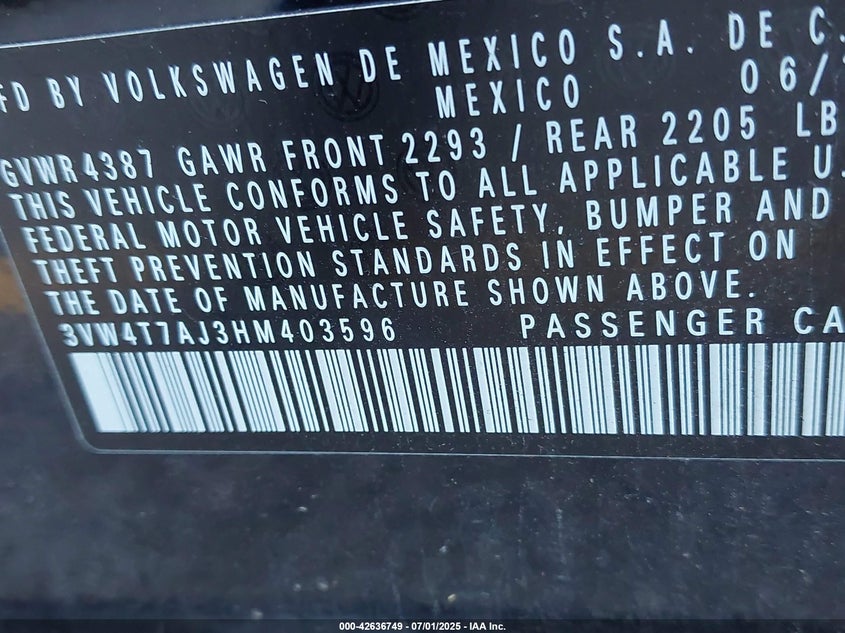 FD BY VOLKSWAGEN DE MEXICO S.A. DE C.
MEXICO 06/
GVWR 4387 GAWR FRONT 2293 / REAR 2205 LB
THIS VEHICLE CONFORMS TO ALL APPLICABLE U.
FEDERAL MOTOR VEHICLE SAFETY, BUMPER AND
THEFT PREVENTION STANDARDS IN EFFECT ON
THE DATE OF MANUFACTURE SHOWN ABOVE.
3VW4T7AJ3HM403596 PASSENGER CA
000-42636749 - 07/01/2025 - IAA Inc.